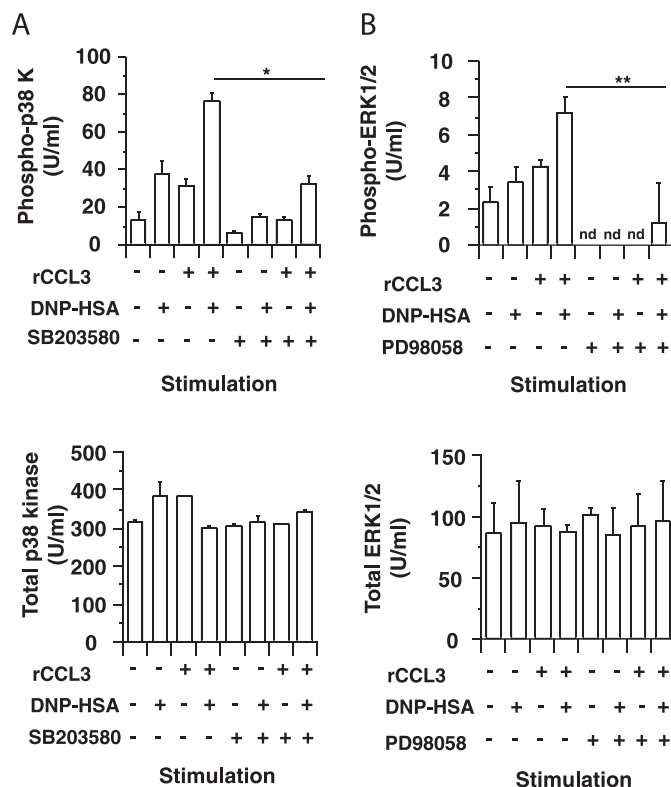 A
Phospho-p38 K
(U/ml)
100
80
60
40
20
0
*
rCCL3 - - + + - - + +
DNP-HSA - + - + - + - +
SB203580 - - - - + + + +
Stimulation
B
Phospho-ERK1/2
(U/ml)
10
8
6
4
2
0
**
nd nd nd
rCCL3 - - + + - - + +
DNP-HSA - + - + - + - +
PD98058 - - - - + + + +
Stimulation
Total p38 kinase
(U/ml)
500
400
300
300
100
0
rCCL3 - - + + - - + +
DNP-HSA - + - + - + - +
SB203580 - - - - + + + +
Stimulation
Total ERK1/2
(U/ml)
150
100
50
0
rCCL3 - - + + - - + +
DNP-HSA - + - + - + - +
PD98058 - - - - + + + +
Stimulation